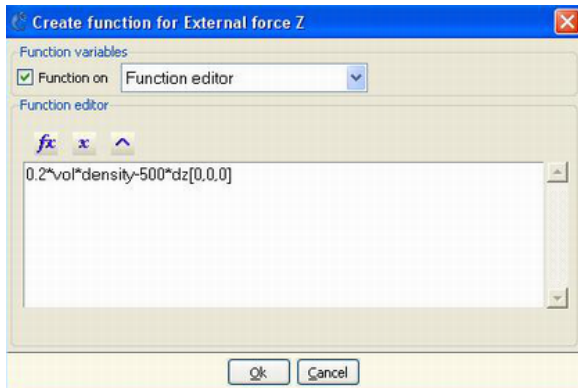 Create function for External force Z
Function variables
Function on Function editor
Function editor
fx x ^
0.2*vol*density-500*dz[0,0,0]
Ok Cancel